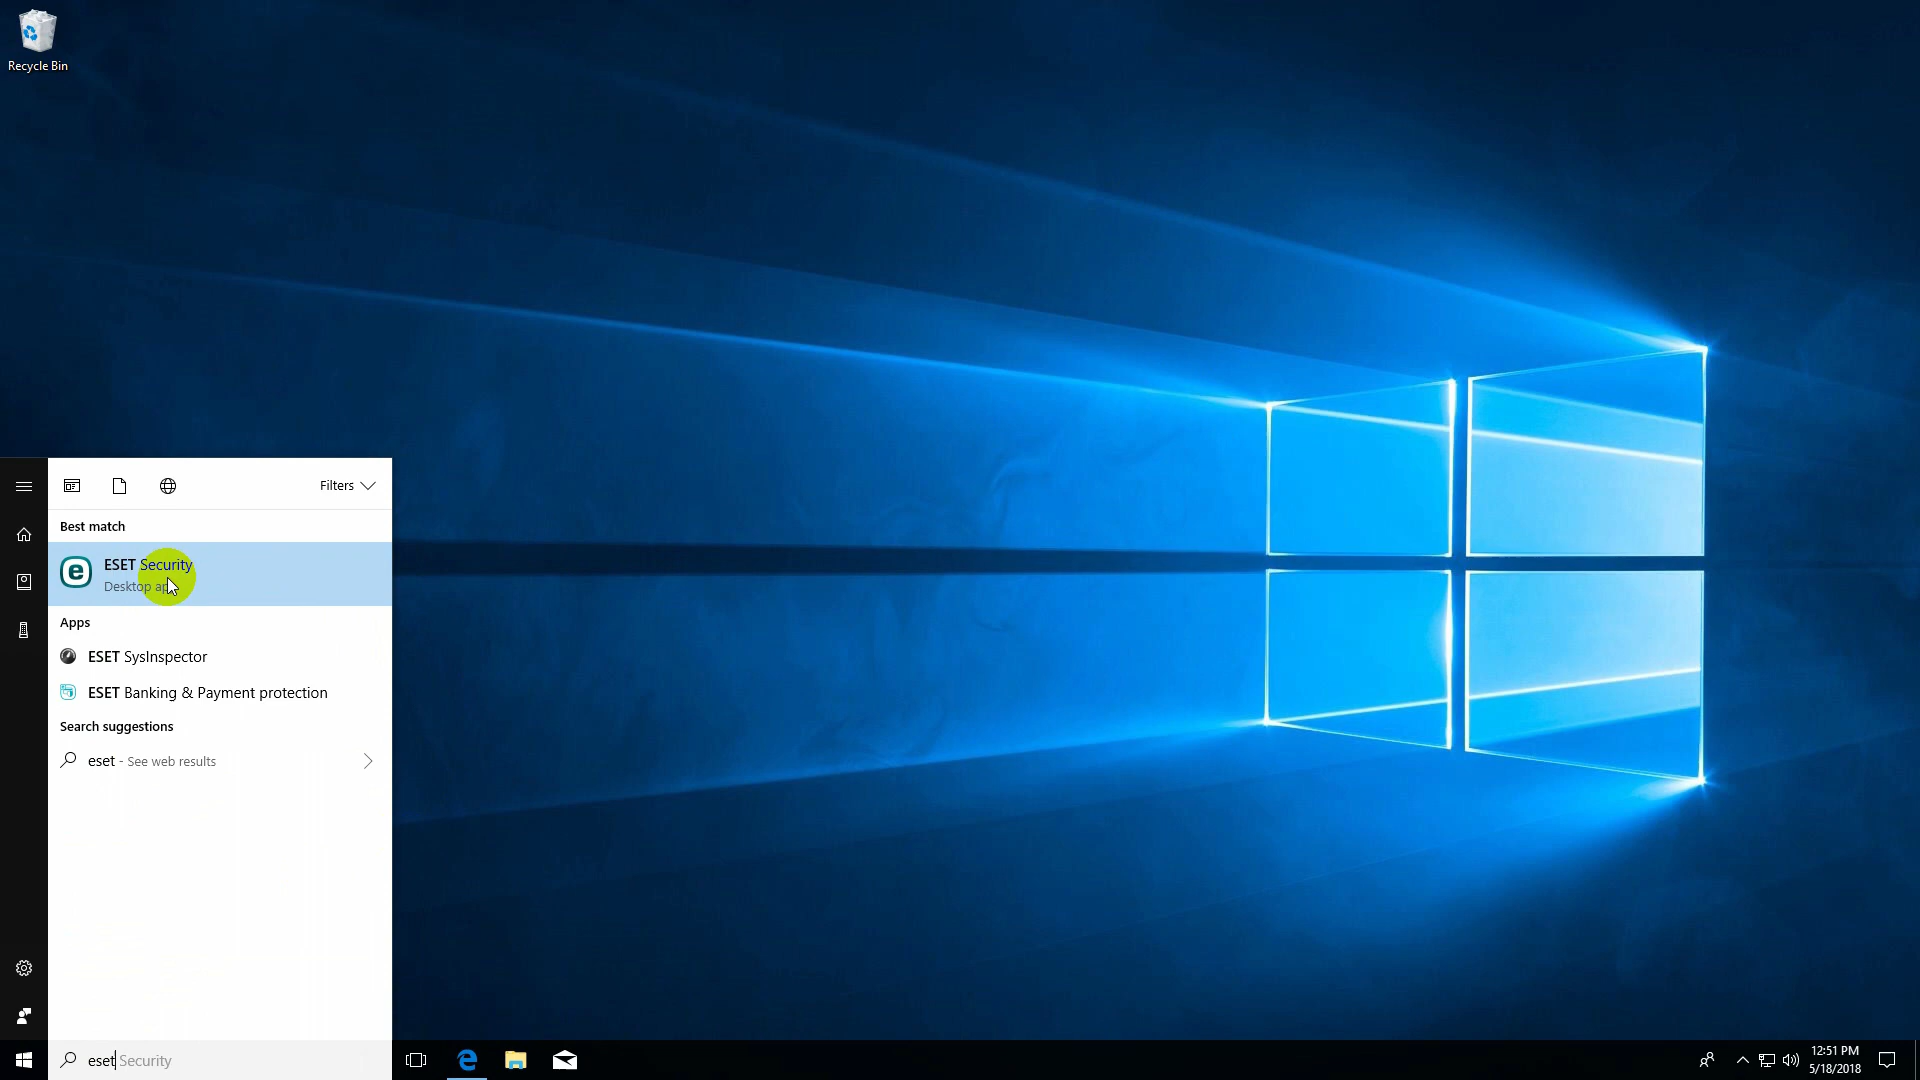 Recycle Bin
Filters
Best match
ESET Security
Desktop app
Apps
ESET SysInspector
ESET Banking & Payment protection
Search suggestions
eset - See web results
eset Security
12:51 PM
5/18/2018